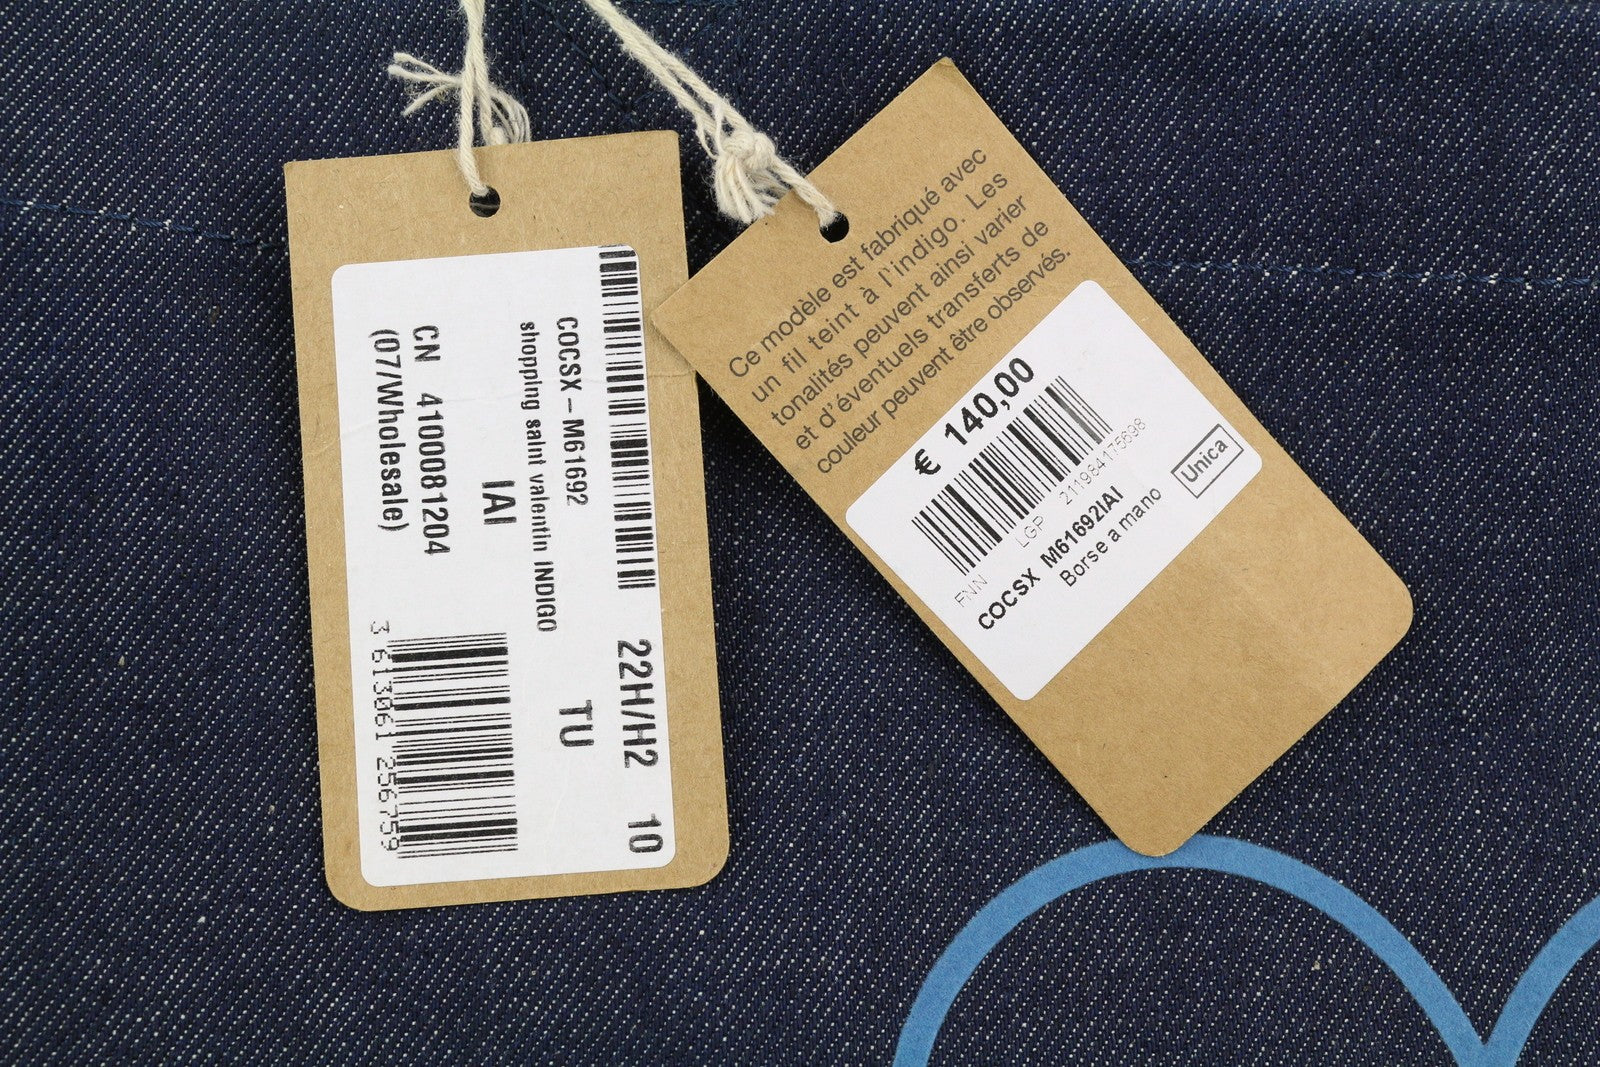 22H/H2 10
COCSX - M61692
shopping saint valentin INDIGO
IAI TU
CN 4100081204
(07/Wholesale)
3 613061 256759
Ce modèle est fabriqué avec
un fil teint à l'indigo. Les
tonalités peuvent ainsi varier
et d'éventuels transferts de
couleur peuvent être observés.
€ 140,00
FNN LGP 211984175698
COCSX M61692IAI
Borse a mano
Unica